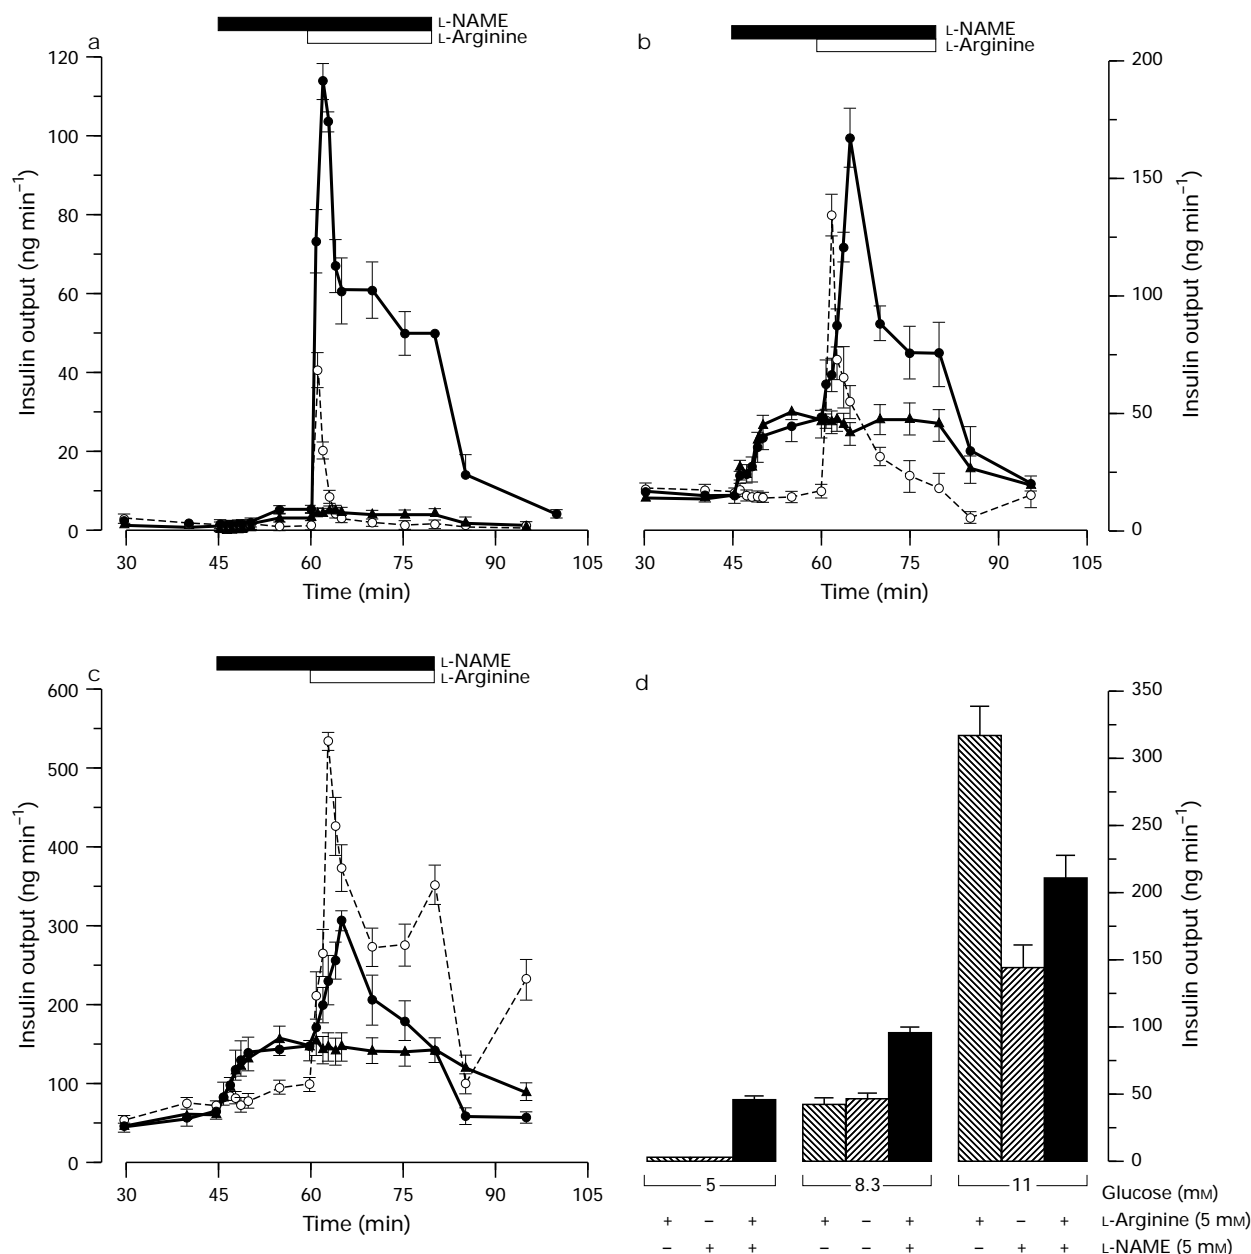 a
L-NAME
L-Arginine
120
100
80
60
40
20
0
Insulin output (ng min⁻¹)
30 45 60 75 90 105
Time (min)
b
L-NAME
L-Arginine
200
150
100
50
0
Insulin output (ng min⁻¹)
30 45 60 75 90 105
Time (min)
c
L-NAME
L-Arginine
600
500
400
300
200
100
0
Insulin output (ng min⁻¹)
30 45 60 75 90 105
Time (min)
d
350
300
250
200
150
100
50
0
Insulin output (ng min⁻¹)
5 8.3 11 Glucose (mM)
+ − + + − + + − + L-Arginine (5 mM)
− + + − − + − + + L-NAME (5 mM)